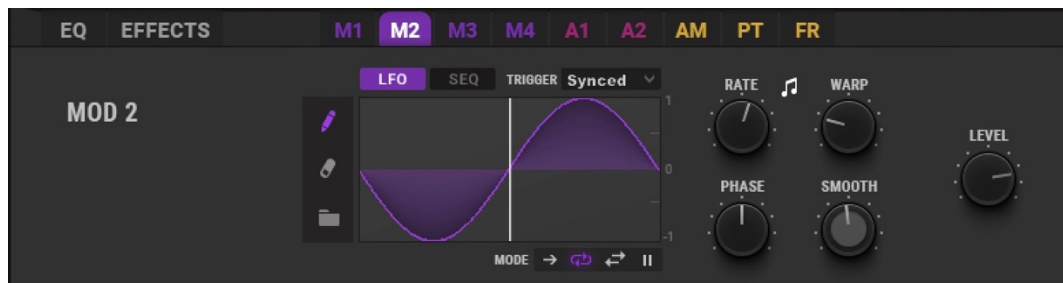 EQ EFFECTS M1 M2 M3 M4 A1 A2 AM PT FR
LFO SEQ TRIGGER Synced
MOD 2
RATE WARP
LEVEL
PHASE SMOOTH
1
0
-1
MODE